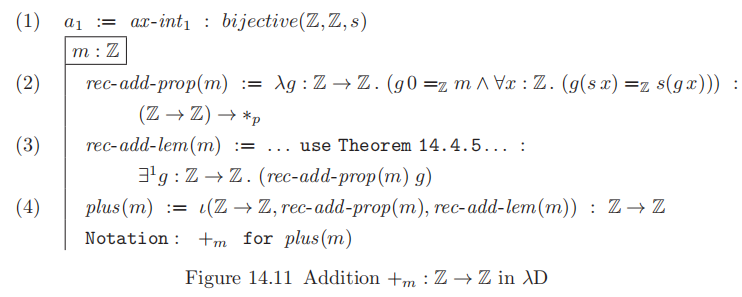 (1) a₁ := ax-int₁ : bijective(ℤ, ℤ, s)
m : ℤ
(2) rec-add-prop(m) := λg : ℤ → ℤ . (g 0 =_ℤ m ∧ ∀x : ℤ . (g(s x) =_ℤ s(g x))) :
(ℤ → ℤ) → *ₚ
(3) rec-add-lem(m) := ... use Theorem 14.4.5... :
∃¹g : ℤ → ℤ . (rec-add-prop(m) g)
(4) plus(m) := ι(ℤ → ℤ, rec-add-prop(m), rec-add-lem(m)) : ℤ → ℤ
Notation : +ₘ for plus(m)
Figure 14.11 Addition +ₘ : ℤ → ℤ in λD